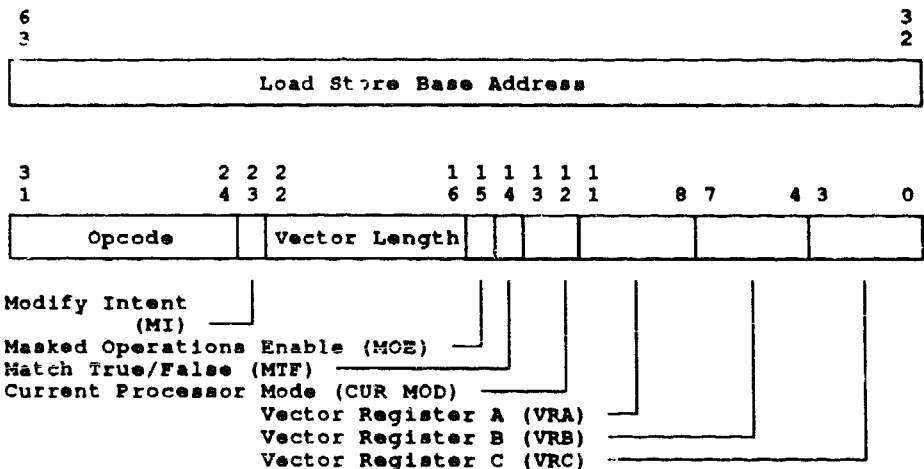 6 3
3 2
Load Store Base Address
3 2 2 2 1 1 1 1 1 1
1 4 3 2 6 5 4 3 2 1 8 7 4 3 0
Opcode Vector Length
Modify Intent
(MI)
Masked Operations Enable (MOE)
Match True/False (MTF)
Current Processor Mode (CUR MOD)
Vector Register A (VRA)
Vector Register B (VRB)
Vector Register C (VRC)